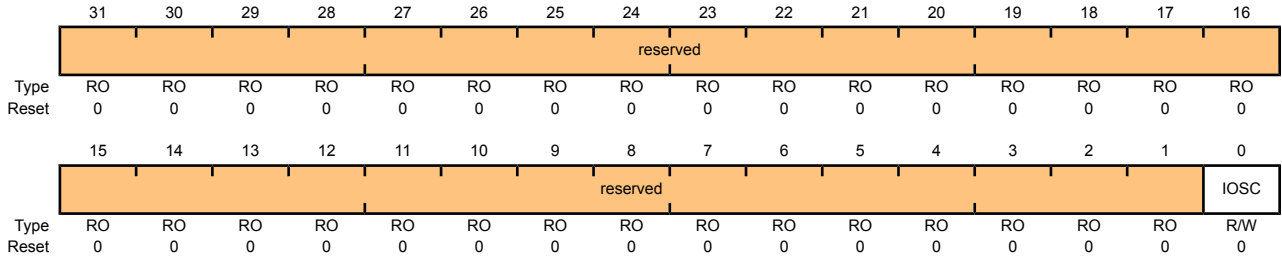 31 30 29 28 27 26 25 24 23 22 21 20 19 18 17 16
reserved
Type RO RO RO RO RO RO RO RO RO RO RO RO RO RO RO RO
Reset 0 0 0 0 0 0 0 0 0 0 0 0 0 0 0 0
15 14 13 12 11 10 9 8 7 6 5 4 3 2 1 0
reserved IOSC
Type RO RO RO RO RO RO RO RO RO RO RO RO RO RO RO R/W
Reset 0 0 0 0 0 0 0 0 0 0 0 0 0 0 0 0